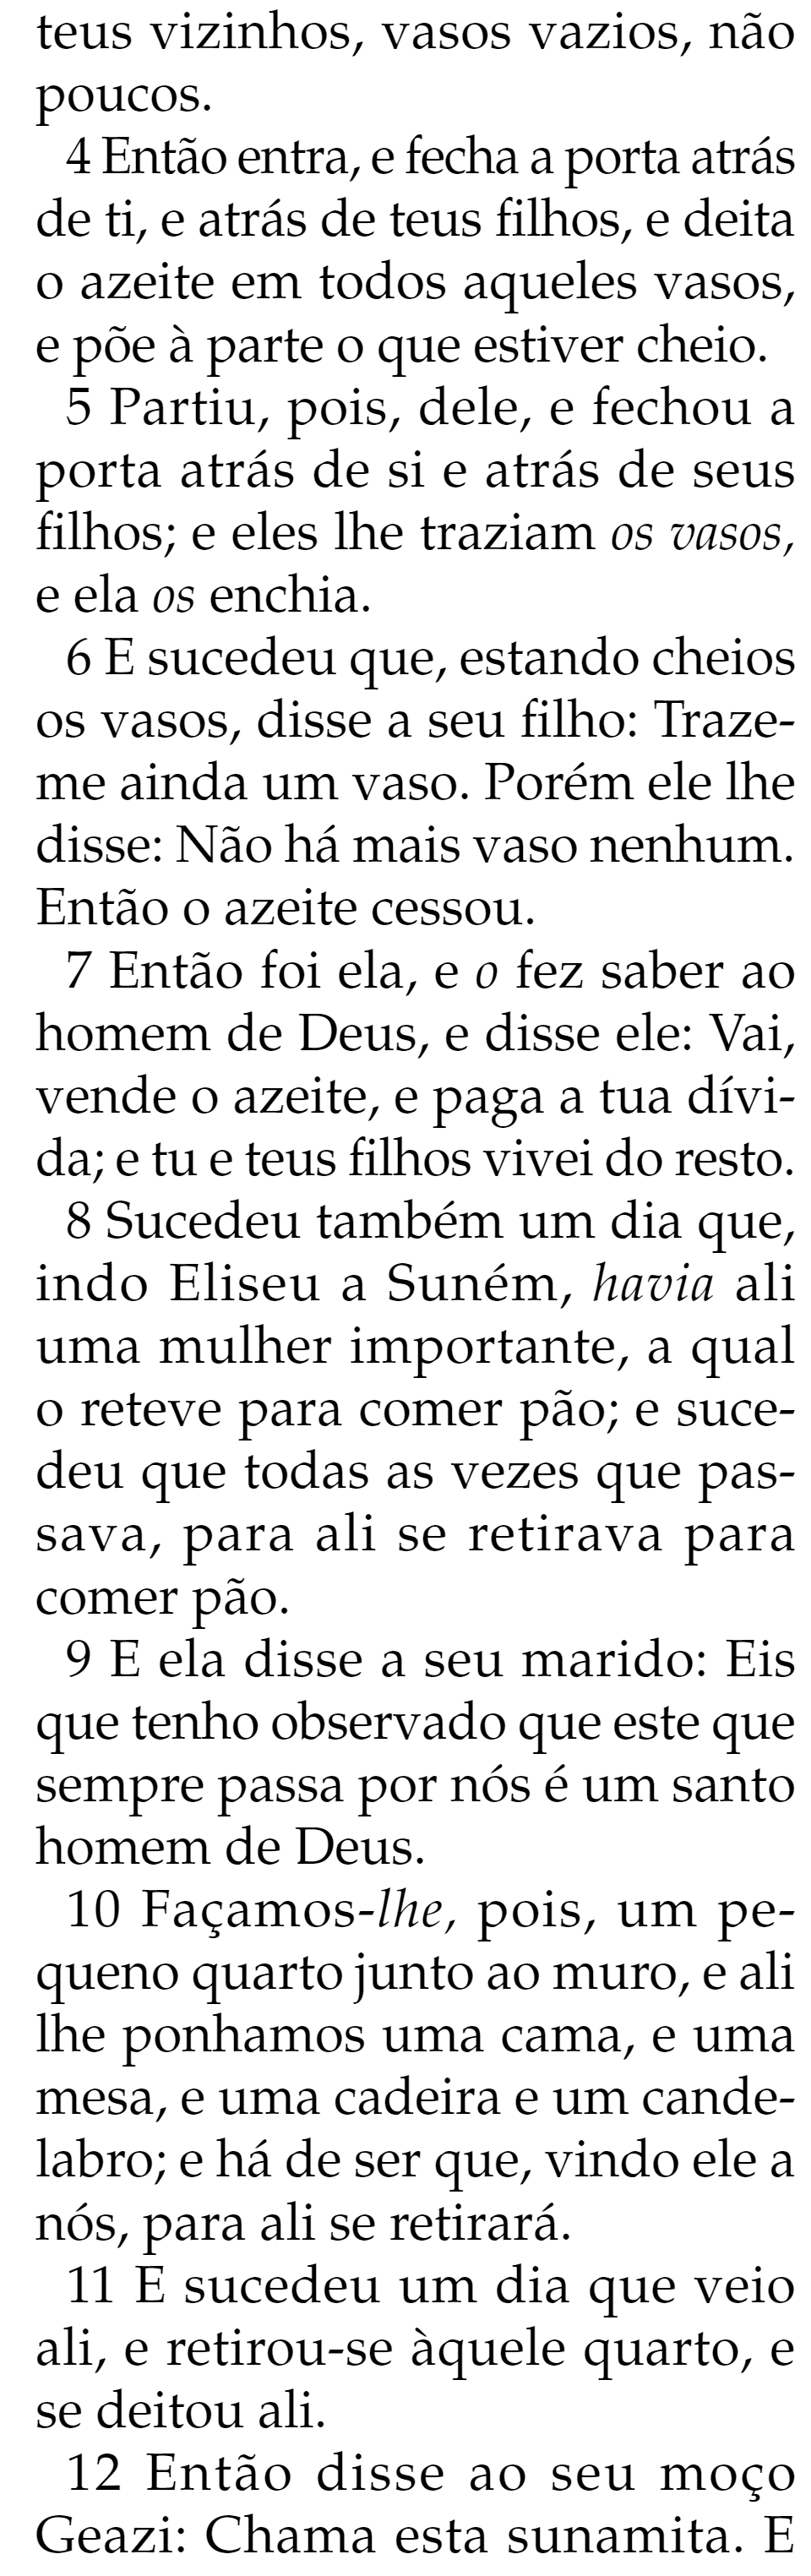 teus vizinhos, vasos vazios, não
poucos.
4 Então entra, e fecha a porta atrás
de ti, e atrás de teus filhos, e deita
o azeite em todos aqueles vasos,
e põe à parte o que estiver cheio.
5 Partiu, pois, dele, e fechou a
porta atrás de si e atrás de seus
filhos; e eles lhe traziam os vasos,
e ela os enchia.
6 E sucedeu que, estando cheios
os vasos, disse a seu filho: Traze-
me ainda um vaso. Porém ele lhe
disse: Não há mais vaso nenhum.
Então o azeite cessou.
7 Então foi ela, e o fez saber ao
homem de Deus, e disse ele: Vai,
vende o azeite, e paga a tua dívi-
da; e tu e teus filhos vivei do resto.
8 Sucedeu também um dia que,
indo Eliseu a Suném, havia ali
uma mulher importante, a qual
o reteve para comer pão; e suce-
deu que todas as vezes que pas-
sava, para ali se retirava para
comer pão.
9 E ela disse a seu marido: Eis
que tenho observado que este que
sempre passa por nós é um santo
homem de Deus.
10 Façamos-lhe, pois, um pe-
queno quarto junto ao muro, e ali
lhe ponhamos uma cama, e uma
mesa, e uma cadeira e um cande-
labro; e há de ser que, vindo ele a
nós, para ali se retirará.
11 E sucedeu um dia que veio
ali, e retirou-se àquele quarto, e
se deitou ali.
12 Então disse ao seu moço
Geazi: Chama esta sunamita. E